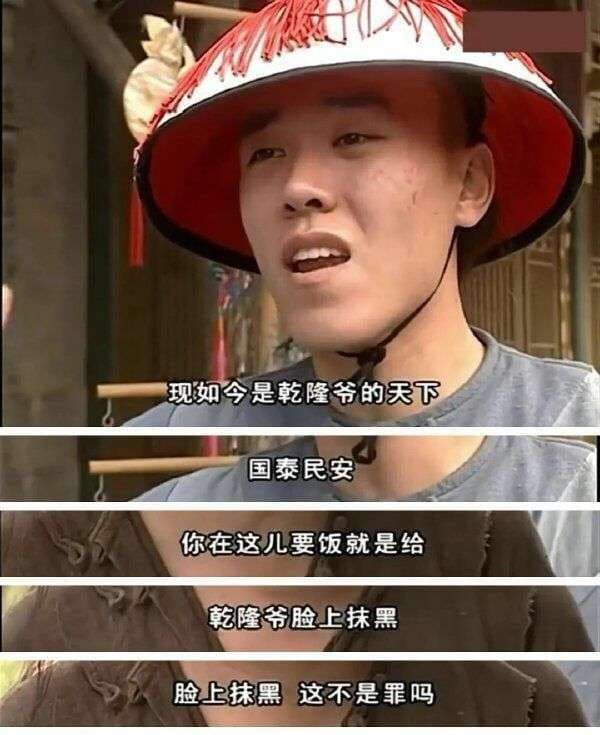 现如今是乾隆爷的天下
国泰民安
你在这儿要饭就是给
乾隆爷脸上抹黑
脸上抹黑 这不是罪吗